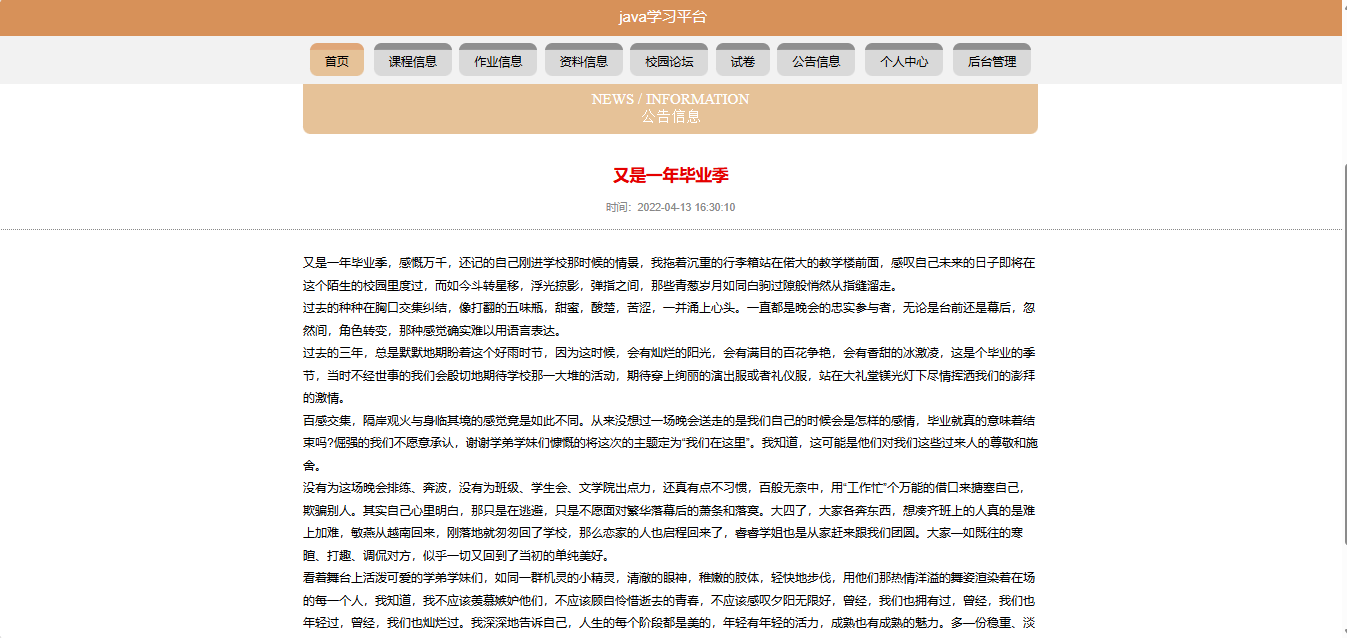 java学习平台
首页 课程信息 作业信息 资料信息 校园论坛 试卷 公告信息 个人中心 后台管理
NEWS / INFORMATION
公告信息
又是一年毕业季
时间：2022-04-13 16:30:10
又是一年毕业季，感慨万千，还记的自己刚进学校那时候的情景，我拖着沉重的行李箱站在偌大的教学楼前面，感叹自己未来的日子即将在
这个陌生的校园里度过，而如今斗转星移，浮光掠影，弹指之间，那些青葱岁月如同白驹过隙般悄然从指缝溜走。
过去的种种在胸口交集纠结，像打翻的五味瓶，甜蜜，酸楚，苦涩，一并涌上心头。一直都是晚会的忠实参与者，无论是台前还是幕后，忽
然间，角色转变，那种感觉确实难以用语言表达。
过去的三年，总是默默地期盼着这个好雨时节，因为这时候，会有灿烂的阳光，会有满目的百花争艳，会有香甜的冰激凌，这是个毕业的季
节，当时不经世事的我们会殷切地期待学校那一大堆的活动，期待穿上绚丽的演出服或者礼仪服，站在大礼堂镁光灯下尽情挥洒我们的澎拜
的激情。
百感交集，隔岸观火与身临其境的感觉竟是如此不同。从来没想过一场晚会送走的是我们自己的时候会是怎样的感情，毕业就真的意味着结
束吗?倔强的我们不愿意承认，谢谢学弟学妹们慷慨的将这次的主题定为“我们在这里”。我知道，这可能是他们对我们这些过来人的尊敬和施
舍。
没有为这场晚会排练、奔波，没有为班级、学生会、文学院出点力，还真有点不习惯，百般无奈中，用“工作忙”个万能的借口来搪塞自己，
欺骗别人。其实自己心里明白，那只是在逃避，只是不愿面对繁华落幕后的萧条和落寞。大四了，大家各奔东西，想凑齐班上的人真的是难
上加难，敏燕从越南回来，刚落地就匆匆回了学校，那么恋家的人也启程回来了，睿睿学姐也是从家赶来跟我们团圆。大家一如既往的寒
暄、打趣、调侃对方，似乎一切又回到了当初的单纯美好。
看着舞台上活泼可爱的学弟学妹们，如同一群机灵的小精灵，清澈的眼神，稚嫩的肢体，轻快地步伐，用他们那热情洋溢的舞姿渲染着在场
的每一个人，我知道，我不应该羡慕嫉妒他们，不应该顾自怜惜逝去的青春，不应该感叹夕阳无限好，曾经，我们也拥有过，曾经，我们也
年轻过，曾经，我们也灿烂过。我深深地告诉自己，人生的每个阶段都是美的，年轻有年轻的活力，成熟也有成熟的魅力。多一份稳重、淡